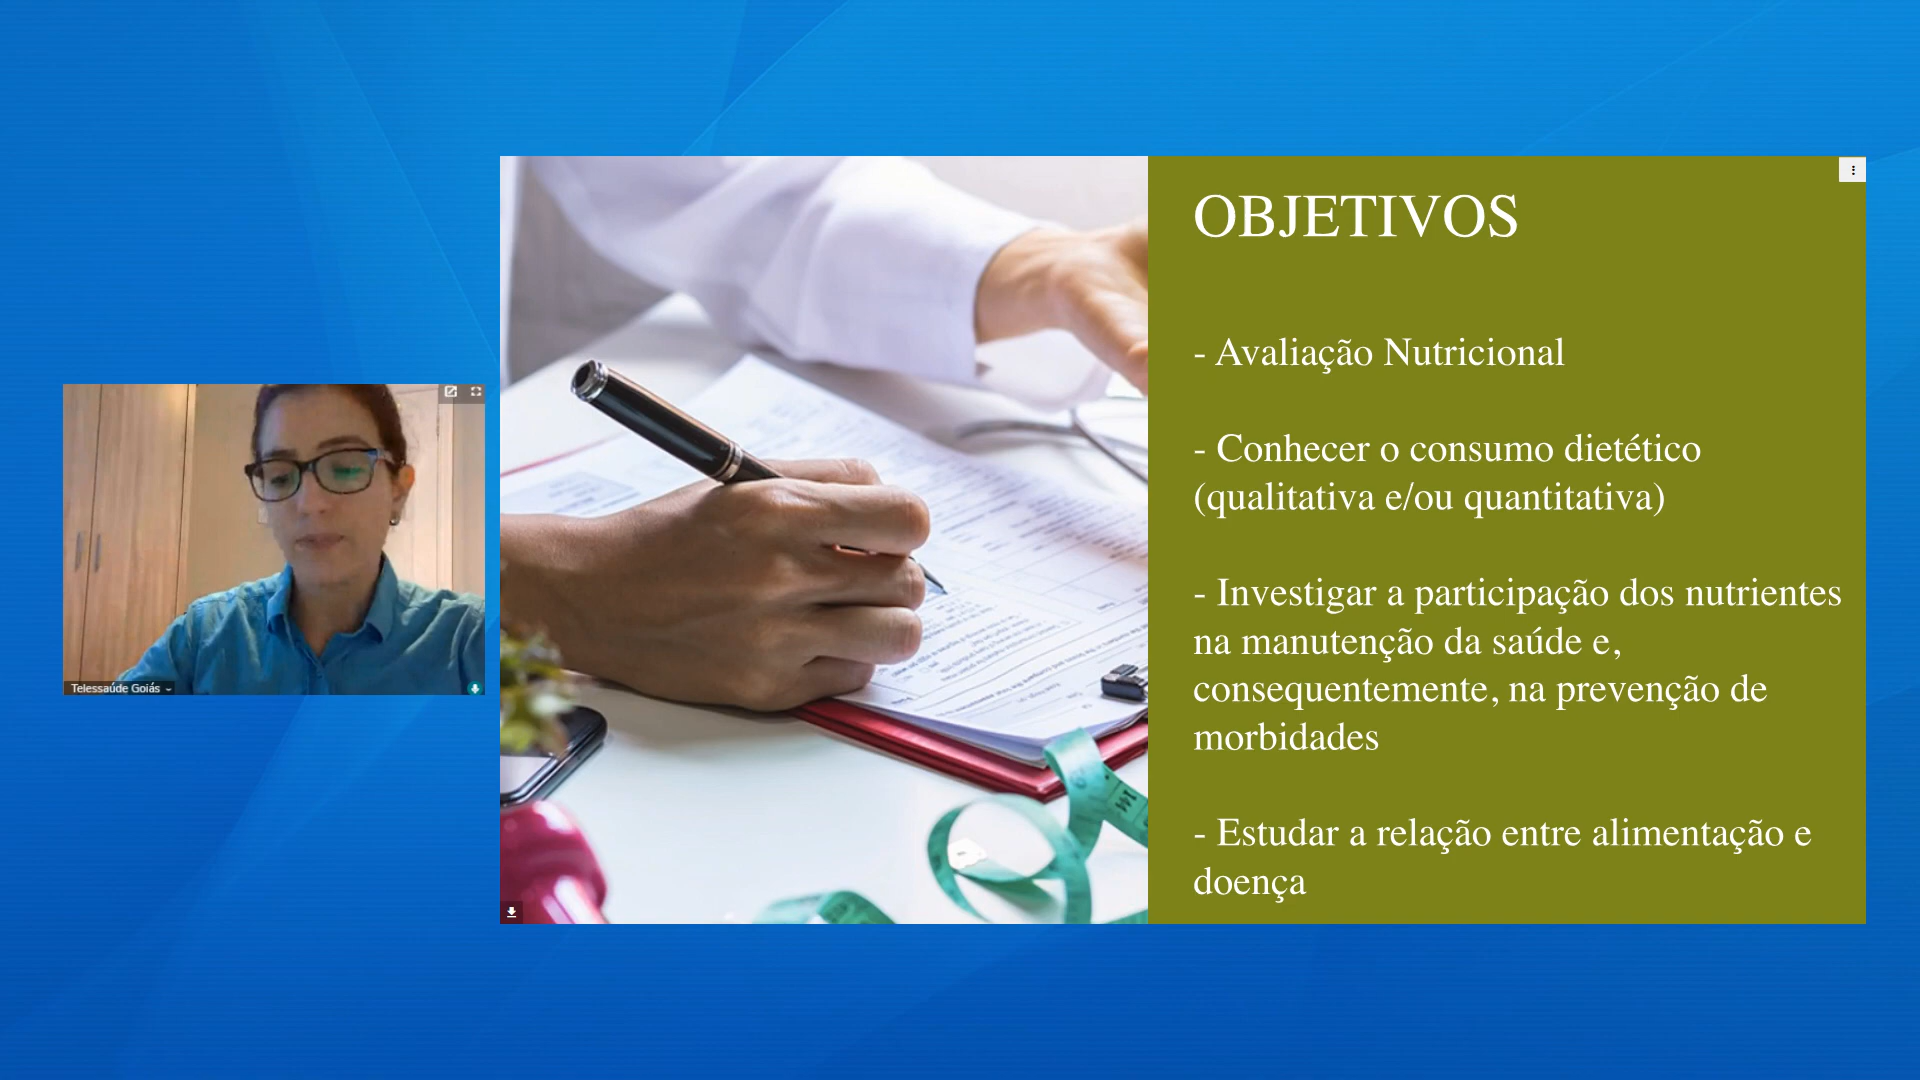 OBJETIVOS
- Avaliação Nutricional
- Conhecer o consumo dietético
(qualitativa e/ou quantitativa)
- Investigar a participação dos nutrientes
na manutenção da saúde e,
consequentemente, na prevenção de
morbidades
- Estudar a relação entre alimentação e
doença
Telessaúde Goiás